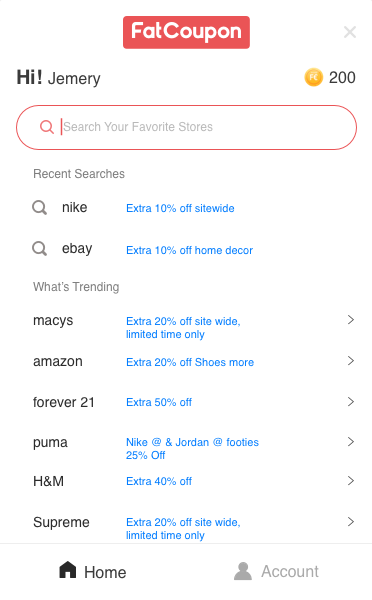 FatCoupon
Hi! Jemery
200
Search Your Favorite Stores
Recent Searches
nike Extra 10% off sitewide
ebay Extra 10% off home decor
What's Trending
macys Extra 20% off site wide,
limited time only
amazon Extra 20% off Shoes more
forever 21 Extra 50% off
puma Nike @ & Jordan @ footies
25% Off
H&M Extra 40% off
Supreme Extra 20% off site wide,
limited time only
Home Account